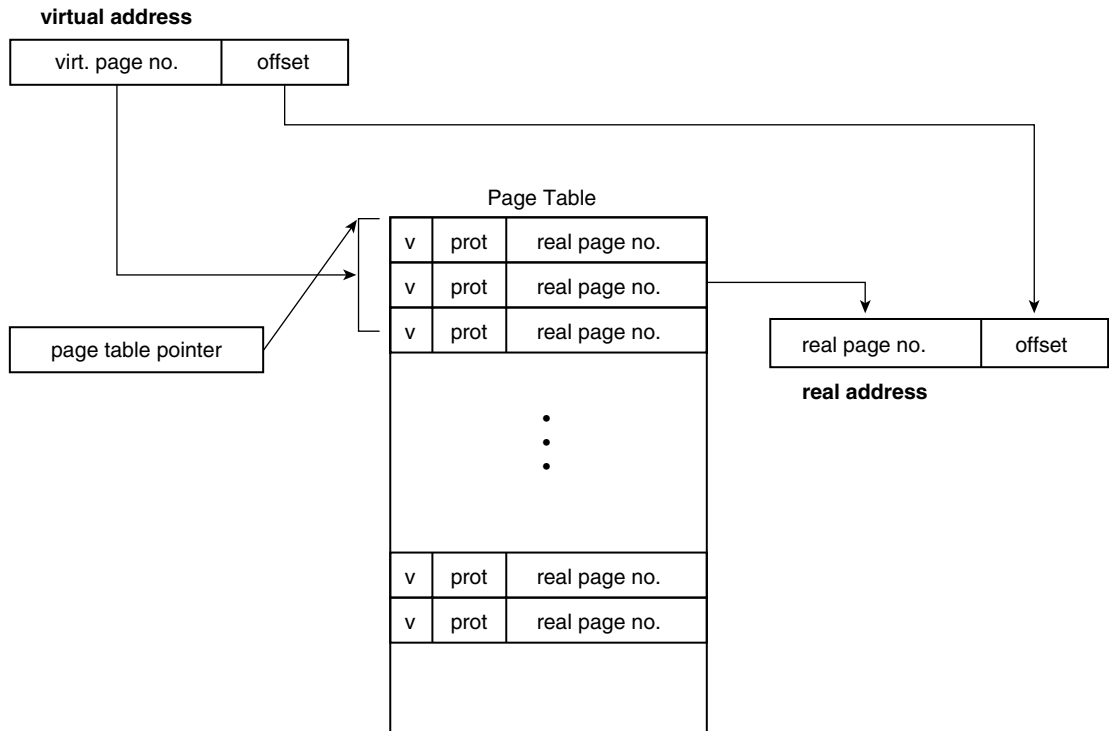 virtual address
virt. page no. offset
Page Table
v prot real page no.
v prot real page no.
v prot real page no.
page table pointer
real page no. offset
real address
v prot real page no.
v prot real page no.